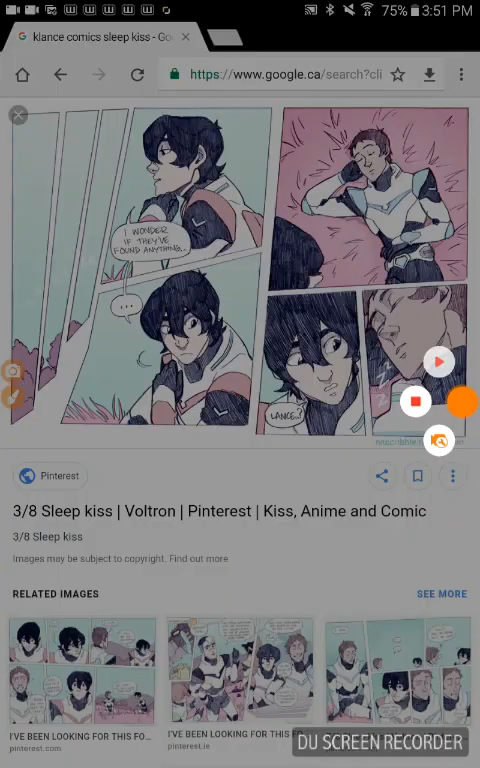 75% 3:51 PM
klance comics sleep kiss - Go
https://www.google.ca/search?cli
I WONDER
IF THEY'VE
FOUND ANYTHING..
...
LANCE..?
Pinterest
3/8 Sleep kiss | Voltron | Pinterest | Kiss, Anime and Comic
3/8 Sleep kiss
Images may be subject to copyright. Find out more
RELATED IMAGES SEE MORE
I'VE BEEN LOOKING FOR THIS FO...
pinterest.com
I'VE BEEN LOOKING FOR THIS FO
pinterest.ie
DU SCREEN RECORDER